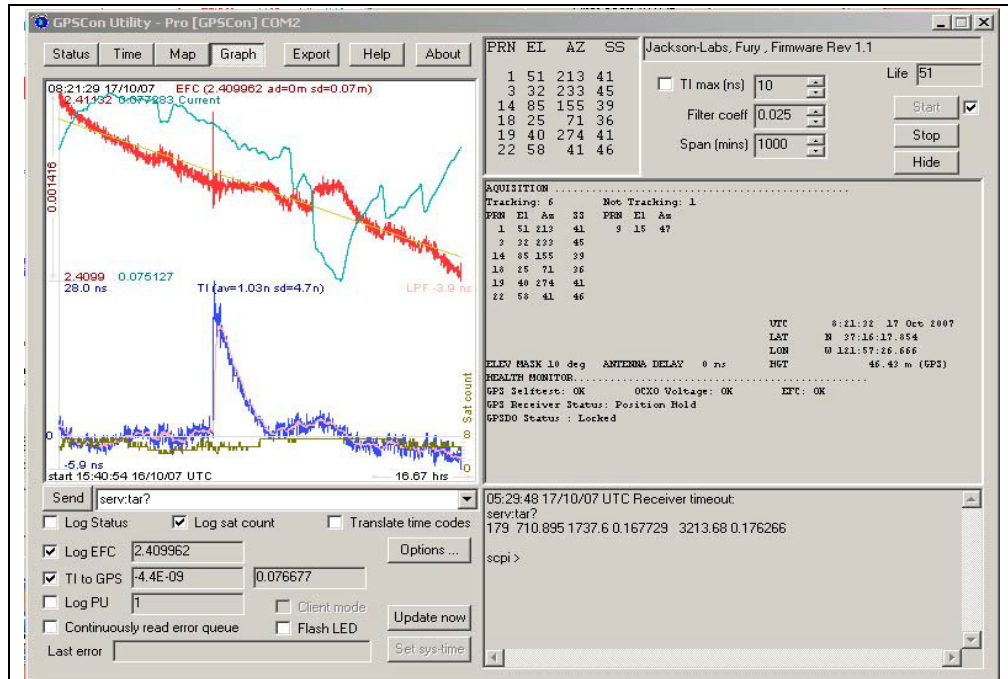 GPSCon Utility - Pro [GPSCon] COM2
Status Time Map Graph Export Help About
08:21:29 17/10/07 EFC (2.409962 ad=0m sd=0.07m)
2.41132 0.077283 Current
0.001416
2.4099 0.075127
28.0 ns TI (av=1.03n sd=4.7n) LPF -3.9 ns
Sat count
0 8
-5.9 ns 0
start 15:40:54 16/10/07 UTC 16.67 hrs
Send serv:tar?
Log Status Log sat count Translate time codes
Log EFC 2.409962 Options ...
TI to GPS -4.4E-09 0.076677
Log PU 1 Client mode Update now
Continuously read error queue Flash LED
Last error Set sys-time
PRN EL AZ SS
1 51 213 41
3 32 233 45
14 85 155 39
18 25 71 36
19 40 274 41
22 58 41 46
Jackson-Labs, Fury , Firmware Rev 1.1
TI max (ns) 10 Life 51
Filter coeff 0.025 Start
Span (mins) 1000 Stop
Hide
AQUISITION ................................................
Tracking: 6 Not Tracking: 1
PRN El Az SS PRN El Az
1 51 213 41 9 15 47
3 32 233 45
14 85 155 39
18 25 71 36
19 40 274 41
22 58 41 46
UTC 8:21:32 17 Oct 2007
LAT N 37:16:17.854
LON W 121:57:26.666
ELEV MASK 10 deg ANTENNA DELAY 0 ns HGT 46.43 m (GPS)
HEALTH MONITOR................................................
GPS Selftest: OK OCXO Voltage: OK EFC: OK
GPS Receiver Status: Position Hold
GPSDO Status : Locked
05:29:48 17/10/07 UTC Receiver timeout:
serv:tar?
179 710.895 1737.6 0.167729 3213.68 0.176266
scpi >